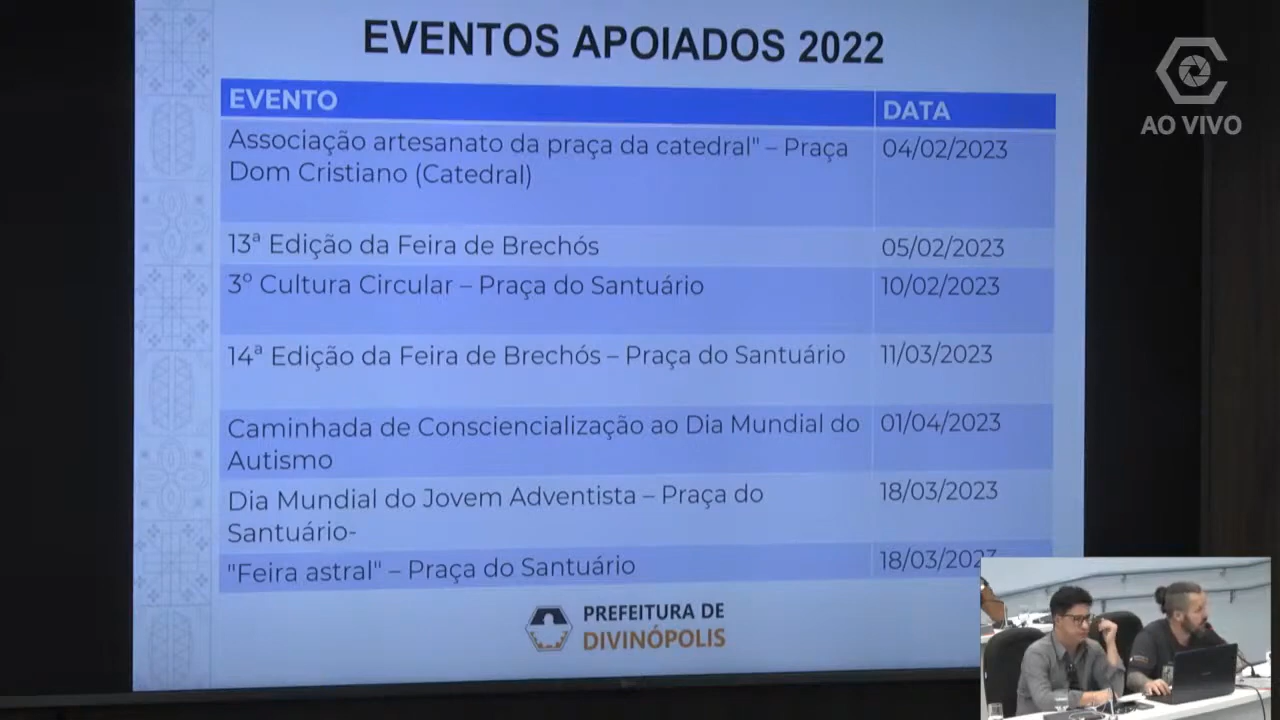 EVENTOS APOIADOS 2022
AO VIVO
EVENTO DATA
Associação artesanato da praça da catedral" – Praça 04/02/2023
Dom Cristiano (Catedral)
13ª Edição da Feira de Brechós 05/02/2023
3º Cultura Circular – Praça do Santuário 10/02/2023
14ª Edição da Feira de Brechós – Praça do Santuário 11/03/2023
Caminhada de Consciencialização ao Dia Mundial do 01/04/2023
Autismo
Dia Mundial do Jovem Adventista – Praça do 18/03/2023
Santuário-
"Feira astral" – Praça do Santuário 18/03/2023
PREFEITURA DE
DIVINÓPOLIS